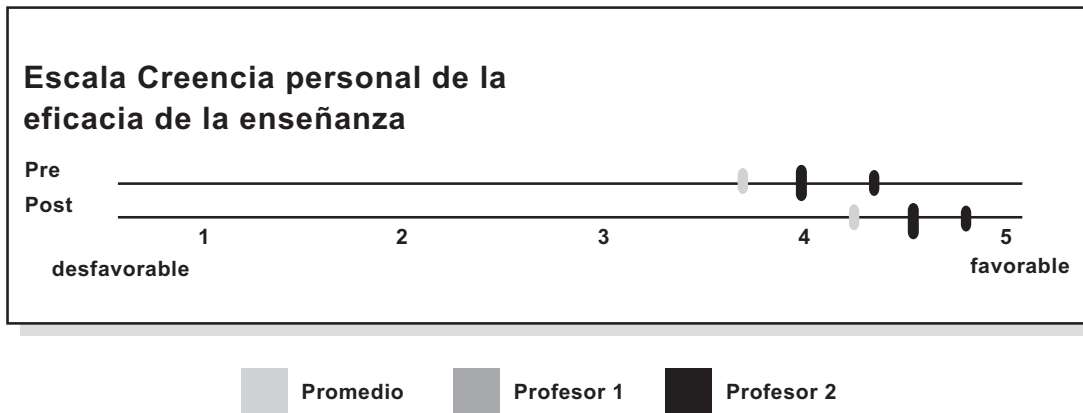 Escala Creencia personal de la
eficacia de la enseñanza
Pre
Post
1 2 3 4 5
desfavorable favorable
Promedio Profesor 1 Profesor 2